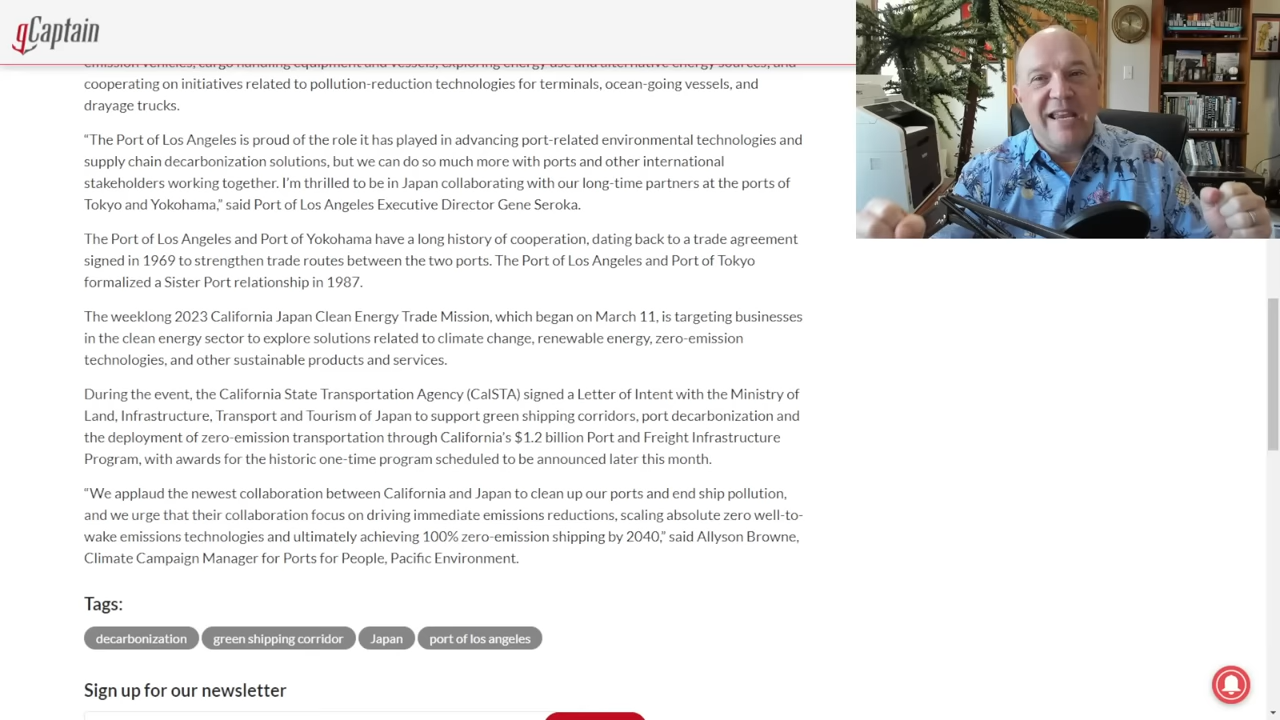 gCaptain
emission vehicles, cargo handling equipment and vessels, exploring energy use and alternative energy sources, and
cooperating on initiatives related to pollution-reduction technologies for terminals, ocean-going vessels, and
drayage trucks.
“The Port of Los Angeles is proud of the role it has played in advancing port-related environmental technologies and
supply chain decarbonization solutions, but we can do so much more with ports and other international
stakeholders working together. I’m thrilled to be in Japan collaborating with our long-time partners at the ports of
Tokyo and Yokohama,” said Port of Los Angeles Executive Director Gene Seroka.
The Port of Los Angeles and Port of Yokohama have a long history of cooperation, dating back to a trade agreement
signed in 1969 to strengthen trade routes between the two ports. The Port of Los Angeles and Port of Tokyo
formalized a Sister Port relationship in 1987.
The weeklong 2023 California Japan Clean Energy Trade Mission, which began on March 11, is targeting businesses
in the clean energy sector to explore solutions related to climate change, renewable energy, zero-emission
technologies, and other sustainable products and services.
During the event, the California State Transportation Agency (CalSTA) signed a Letter of Intent with the Ministry of
Land, Infrastructure, Transport and Tourism of Japan to support green shipping corridors, port decarbonization and
the deployment of zero-emission transportation through California’s $1.2 billion Port and Freight Infrastructure
Program, with awards for the historic one-time program scheduled to be announced later this month.
“We applaud the newest collaboration between California and Japan to clean up our ports and end ship pollution,
and we urge that their collaboration focus on driving immediate emissions reductions, scaling absolute zero well-to-
wake emissions technologies and ultimately achieving 100% zero-emission shipping by 2040,” said Allyson Browne,
Climate Campaign Manager for Ports for People, Pacific Environment.
Tags:
decarbonization green shipping corridor Japan port of los angeles
Sign up for our newsletter